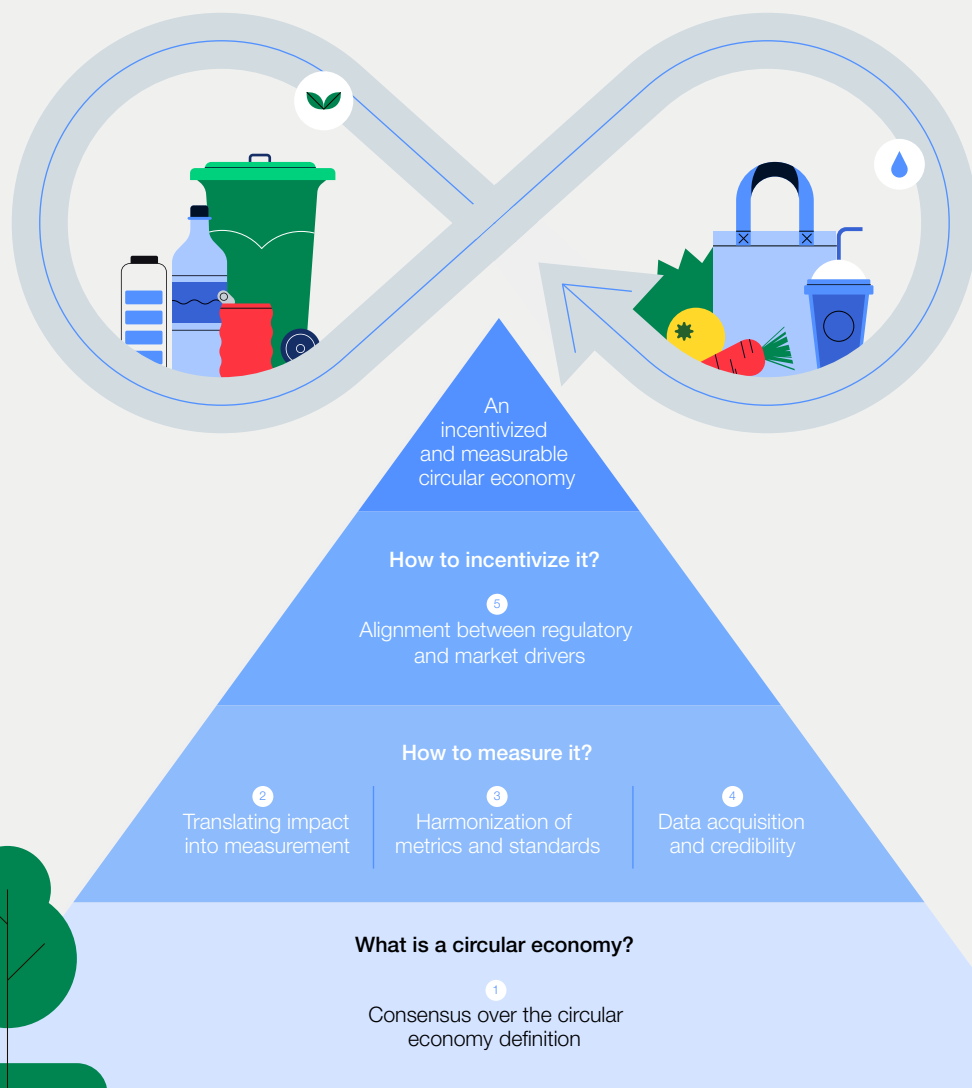 An
incentivized
and measurable
circular economy
How to incentivize it?
5
Alignment between regulatory
and market drivers
How to measure it?
2
Translating impact
into measurement
3
Harmonization of
metrics and standards
4
Data acquisition
and credibility
What is a circular economy?
1
Consensus over the circular
economy definition